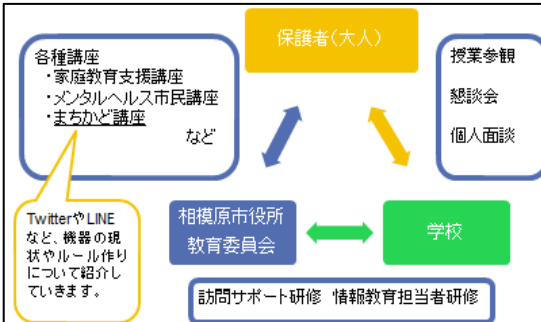 保護者(大人)
各種講座
・家庭教育支援講座
・メンタルヘルス市民講座
・まちかど講座
など
授業参観
懇談会
個人面談
TwitterやLINE
など、機器の現
状やルール作り
について紹介し
ていきます。
相模原市役所
教育委員会
学校
訪問サポート研修 情報教育担当者研修